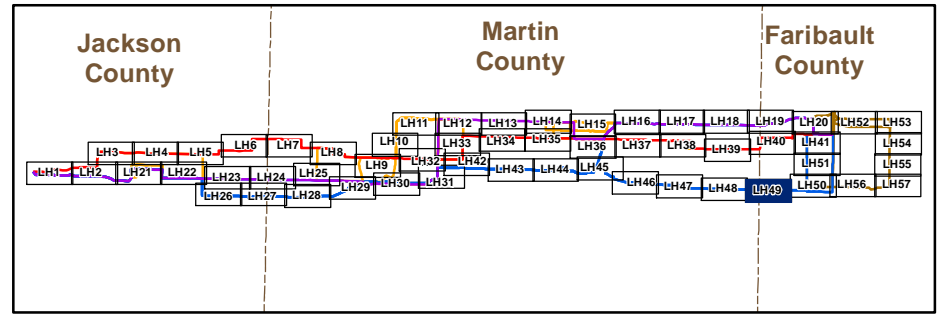 Jackson
County
Martin
County
Faribault
County
LH11 LH12 LH13 LH14 LH15 LH16 LH17 LH18 LH19 LH20 LH52 LH53
LH10 LH33 LH34 LH35 LH36 LH37 LH38 LH39 LH40 LH41 LH54
LH3 LH4 LH5 LH6 LH7 LH8
LH1 LH2 LH21 LH22 LH23 LH24 LH25 LH9 LH32 LH42 LH43 LH44 LH45 LH51 LH55
LH26 LH27 LH28 LH29 LH30 LH31 LH46 LH47 LH48 LH49 LH50 LH56 LH57